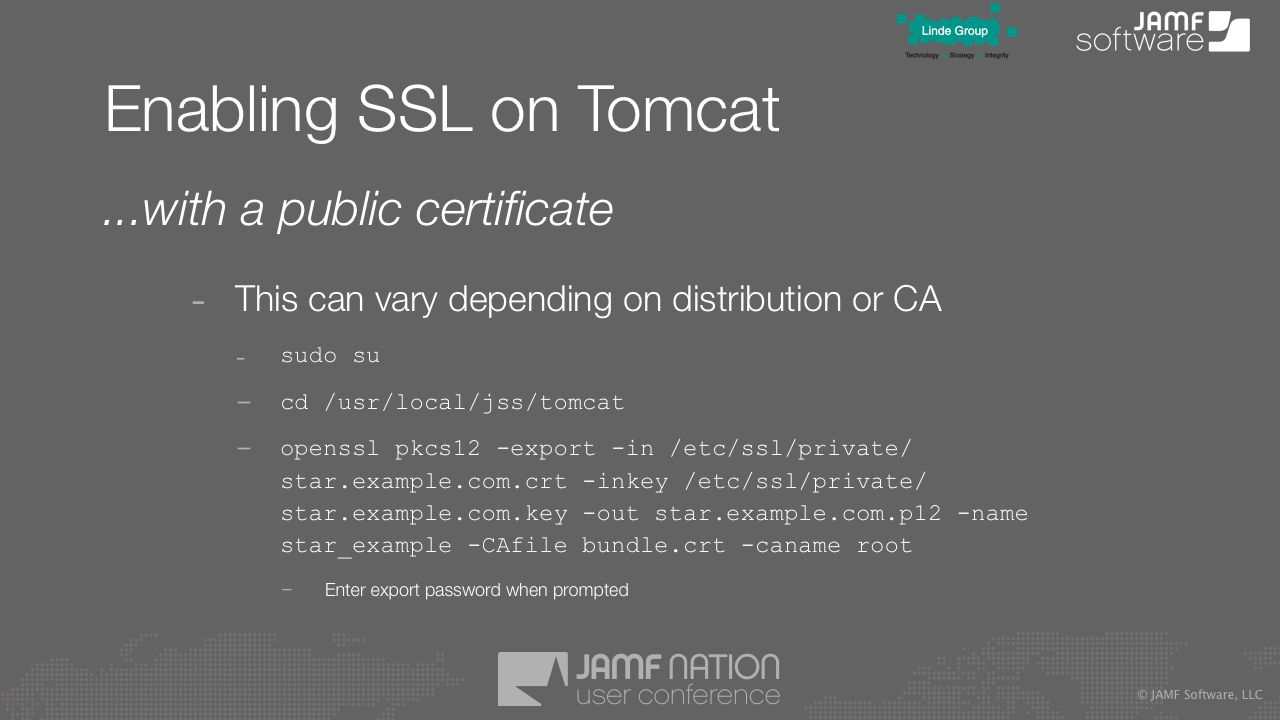 Linde Group
Technology Strategy Integrity
JAMF
software
Enabling SSL on Tomcat
...with a public certificate
- This can vary depending on distribution or CA
- sudo su
– cd /usr/local/jss/tomcat
– openssl pkcs12 -export -in /etc/ssl/private/
star.example.com.crt -inkey /etc/ssl/private/
star.example.com.key -out star.example.com.p12 -name
star_example -CAfile bundle.crt -caname root
– Enter export password when prompted
JAMF NATION
user conference
© JAMF Software, LLC